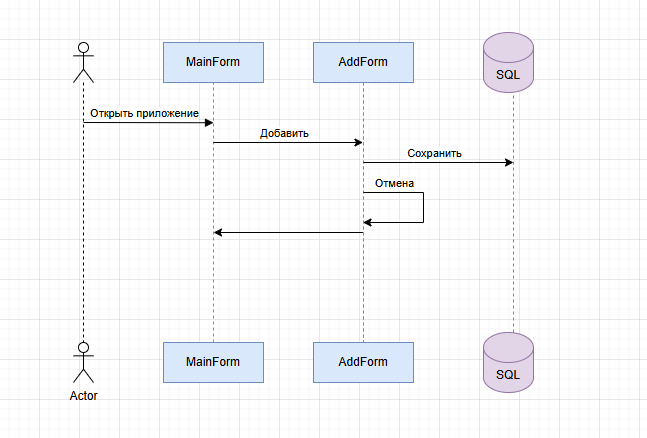 MainForm
AddForm
SQL
Открыть приложение
Добавить
Сохранить
Отмена
MainForm
AddForm
SQL
Actor